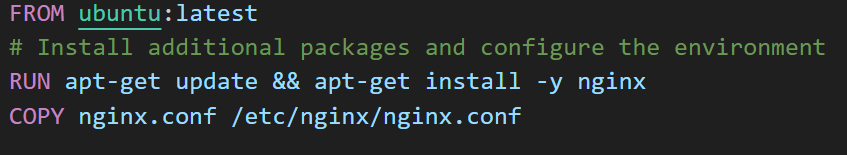 FROM ubuntu:latest
# Install additional packages and configure the environment
RUN apt-get update && apt-get install -y nginx
COPY nginx.conf /etc/nginx/nginx.conf